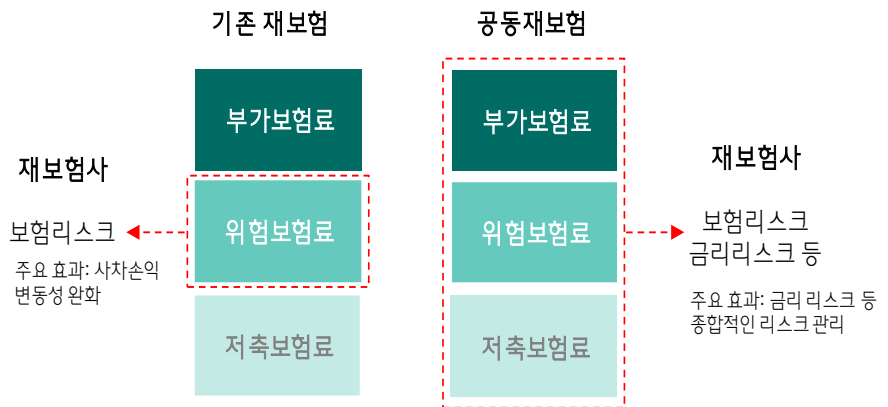 기존 재보험
공동재보험
부가보험료
위험보험료
저축보험료
재보험사
보험리스크
주요 효과: 사차손익
변동성 완화
부가보험료
위험보험료
저축보험료
재보험사
보험리스크
금리리스크 등
주요 효과: 금리 리스크 등
종합적인 리스크 관리